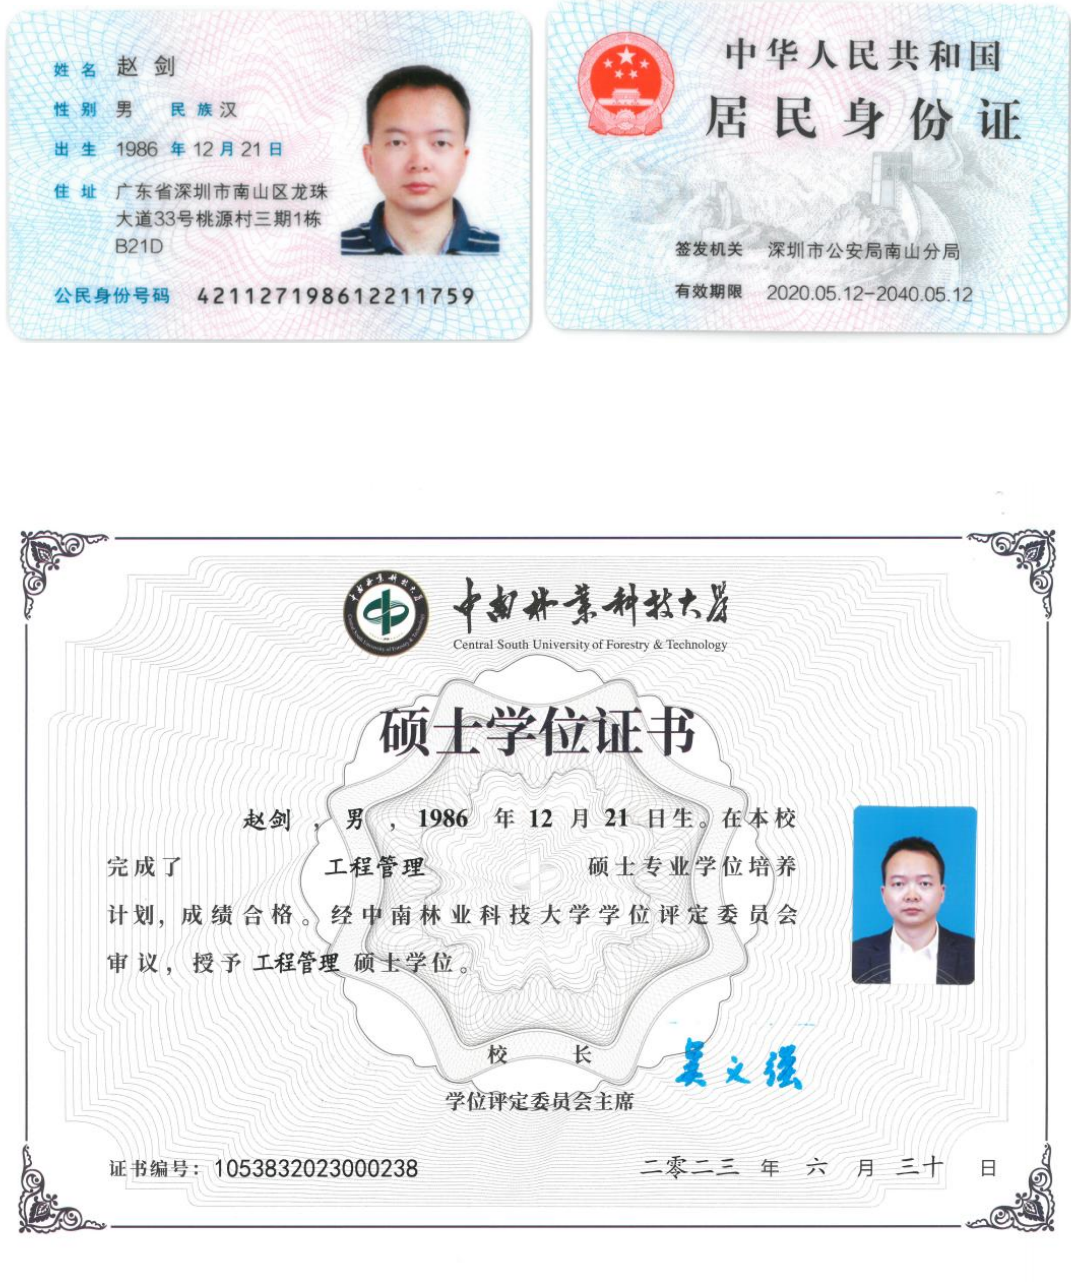 姓名 赵剑
性别 男 民族 汉
出生 1986 年 12 月 21 日
住址 广东省深圳市南山区龙珠
大道33号桃源村三期1栋
B21D
公民身份号码 421127198612211759
中华人民共和国
居民身份证
签发机关 深圳市公安局南山分局
有效期限 2020.05.12-2040.05.12
中南林业科技大学
Central South University of Forestry & Technology
硕士学位证书
赵剑 ，男 ，1986 年 12 月 21 日生。在本校
完成了 工程管理 硕士专业学位培养
计划，成绩合格。经中南林业科技大学学位评定委员会
审议，授予 工程管理 硕士学位。
校 长 吴义强
学位评定委员会主席
证书编号：1053832023000238
二零二三 年 六 月 三十 日